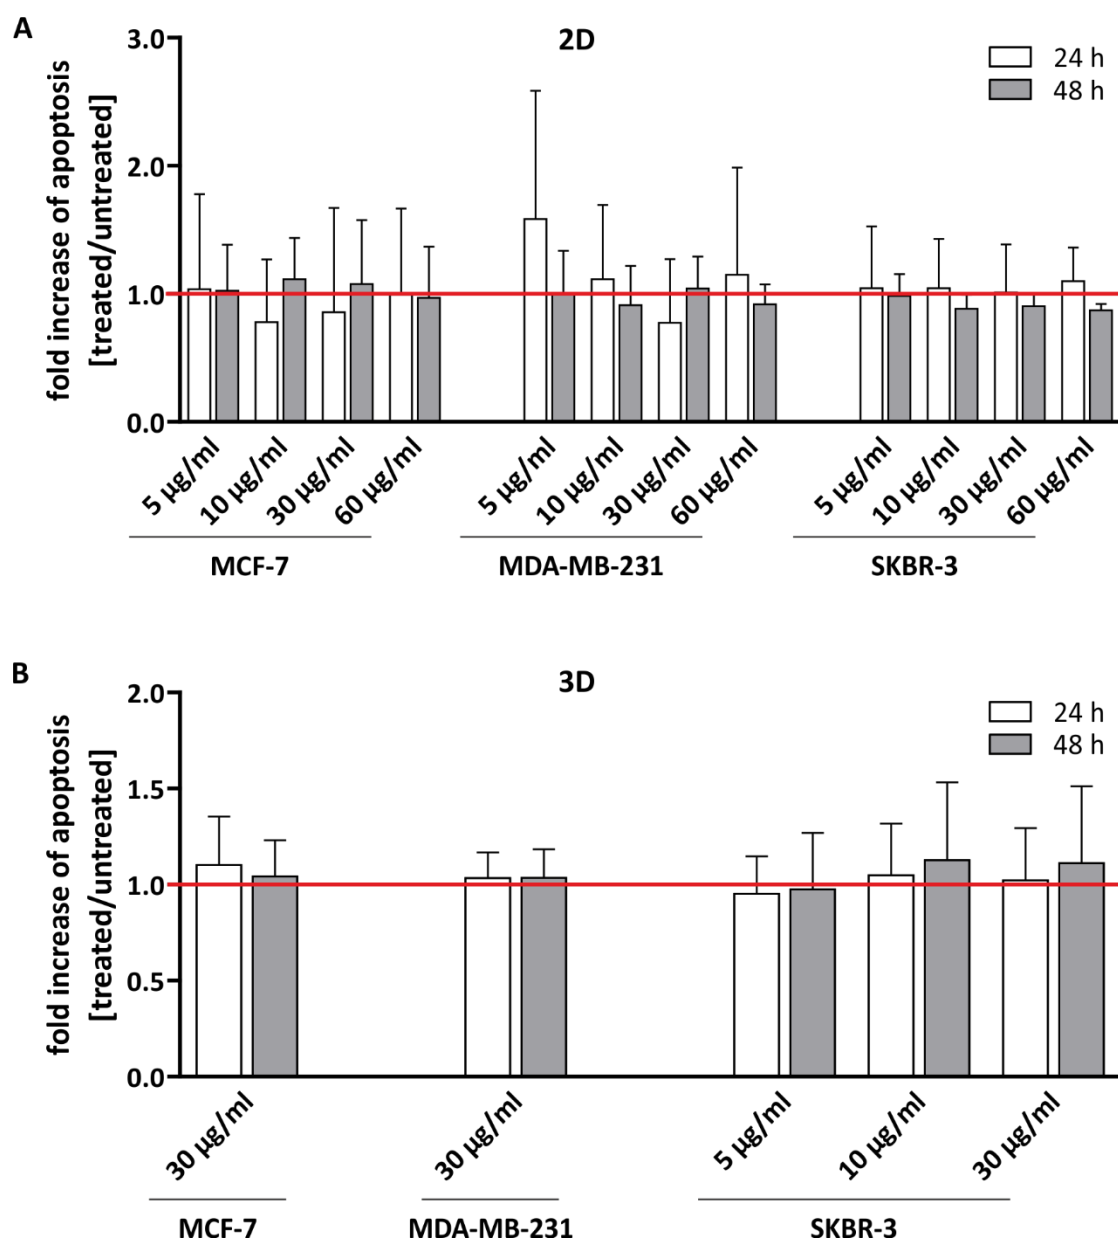 A
2D
24 h
48 h
fold increase of apoptosis
[treated/untreated]
3.0
2.0
1.0
0.0
5 µg/ml
10 µg/ml
30 µg/ml
60 µg/ml
5 µg/ml
10 µg/ml
30 µg/ml
60 µg/ml
5 µg/ml
10 µg/ml
30 µg/ml
60 µg/ml
MCF-7
MDA-MB-231
SKBR-3
B
3D
24 h
48 h
fold increase of apoptosis
[treated/untreated]
2.0
1.5
1.0
0.5
0.0
30 µg/ml
30 µg/ml
5 µg/ml
10 µg/ml
30 µg/ml
MCF-7
MDA-MB-231
SKBR-3